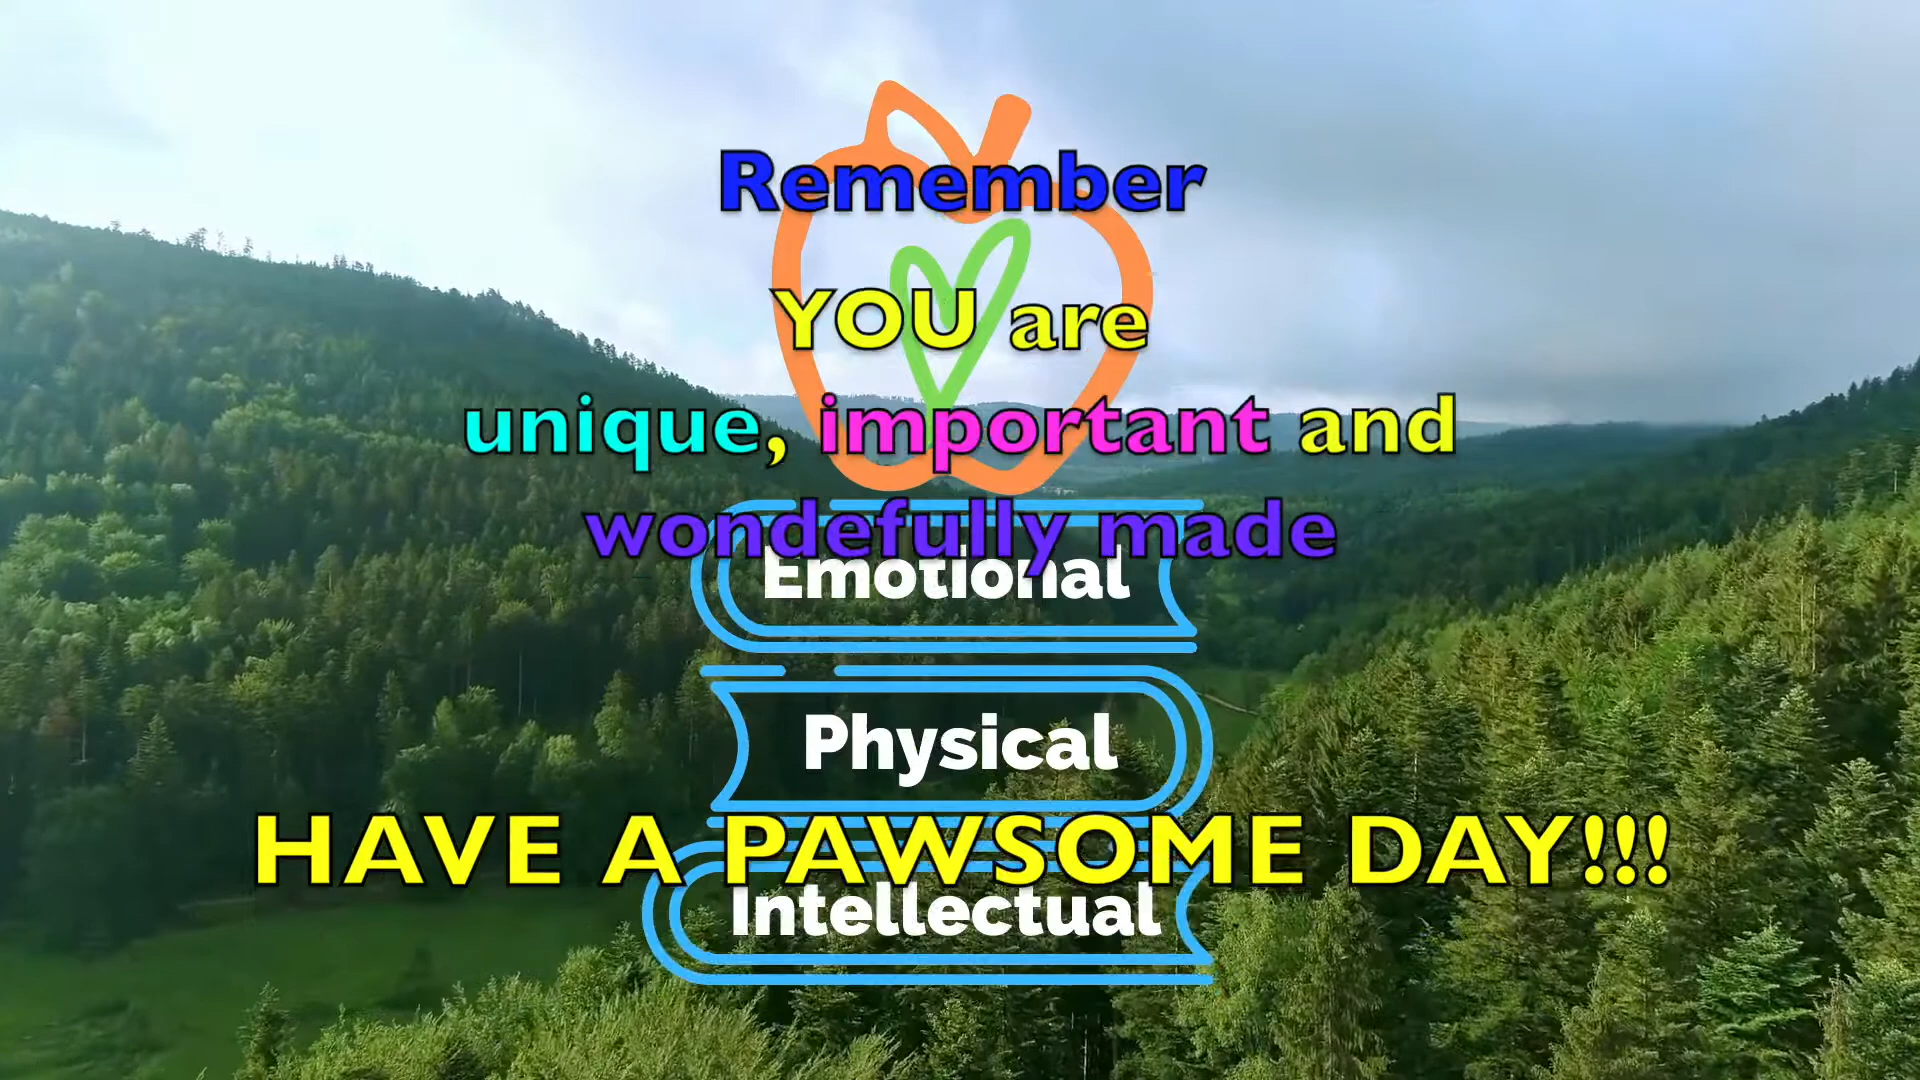 Remember
YOU are
unique, important and
wondefully made
Emotional
Physical
HAVE A PAWSOME DAY!!!
Intellectual